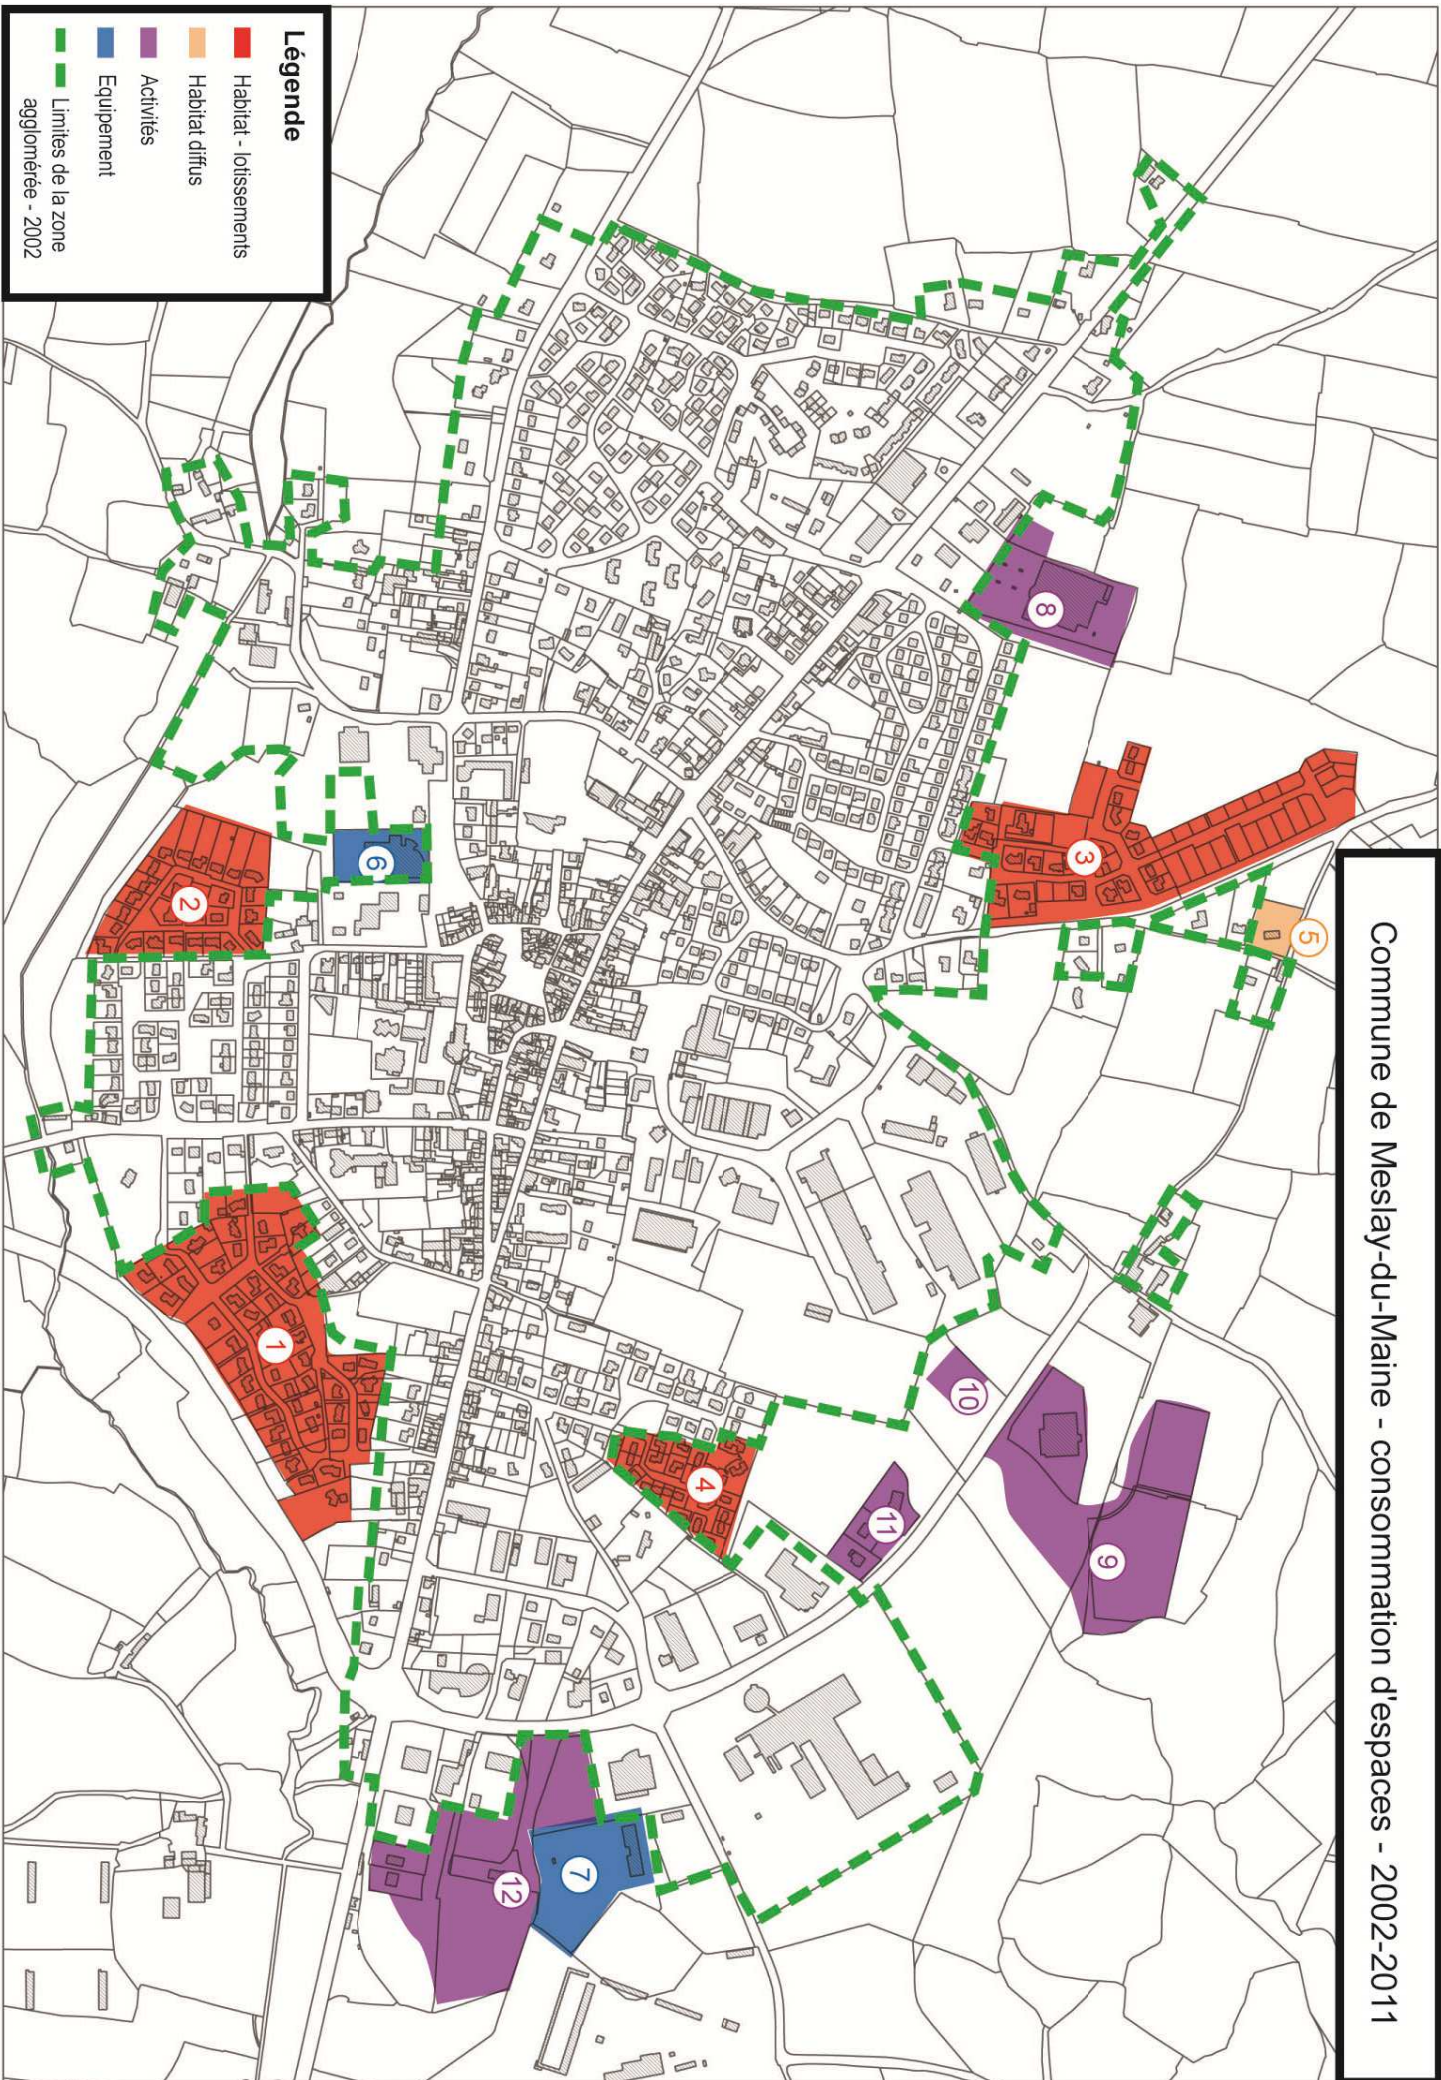 Commune de Meslay-du-Maine - consommation d'espaces - 2002-2011
5
3
8
9
10
11
4
7
12
6
2
1
Légende
Habitat - lotissements
Habitat diffus
Activités
Equipement
Limites de la zone
agglomérée - 2002